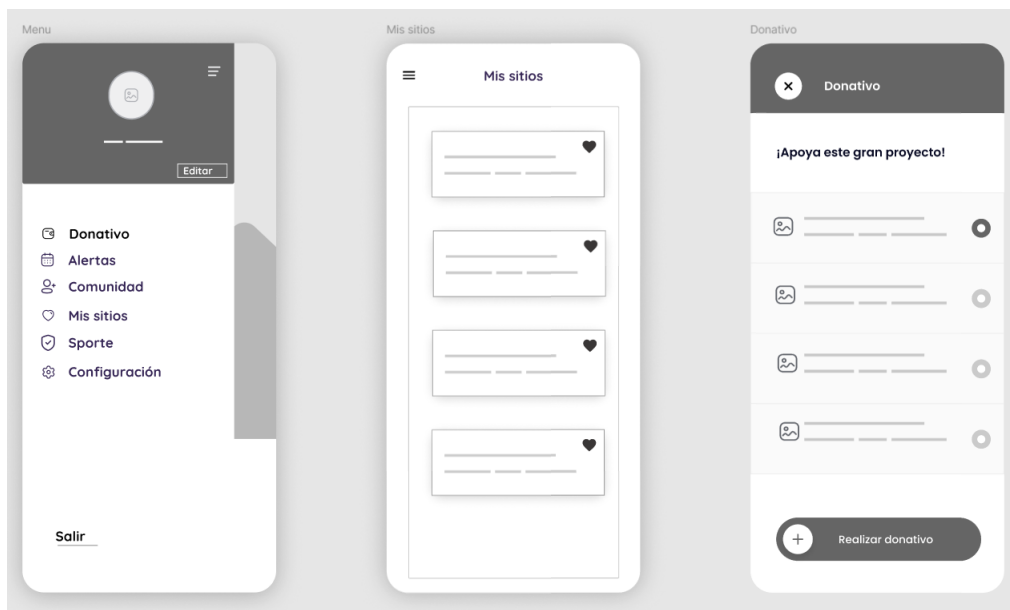 Menu
Editar
Donativo
Alertas
Comunidad
Mis sitios
Sporte
Configuración
Salir
Mis sitios
Mis sitios
Donativo
Donativo
¡Apoya este gran proyecto!
Realizar donativo